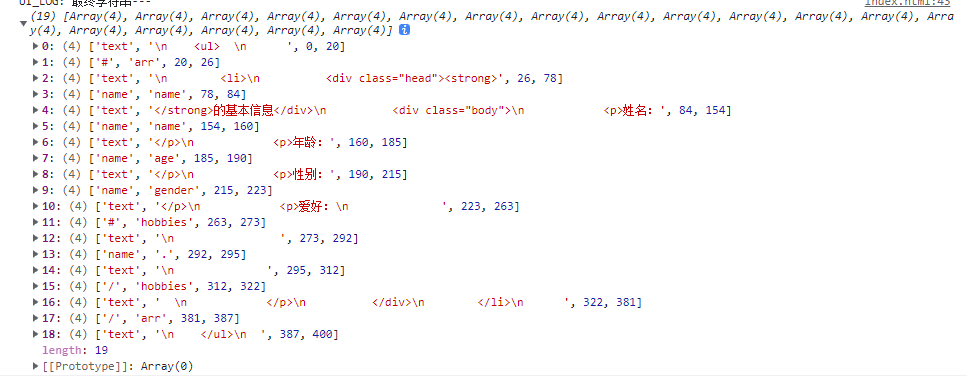 UI_LOG: 最终字符串---
index.html:45
(19) [Array(4), Array(4), Array(4), Array(4), Array(4), Array(4), Array(4), Array(4), Array(4), Array(4), Array(4), Array(4), Array(4), Array(4), Arra
y(4), Array(4), Array(4), Array(4), Array(4)]
0: (4) ['text', '\n    <ul>  \n      ', 0, 20]
1: (4) ['#', 'arr', 20, 26]
2: (4) ['text', '\n        <li>\n          <div class="head"><strong>', 26, 78]
3: (4) ['name', 'name', 78, 84]
4: (4) ['text', '</strong>的基本信息</div>\n          <div class="body">\n            <p>姓名: ', 84, 154]
5: (4) ['name', 'name', 154, 160]
6: (4) ['text', '</p>\n            <p>年龄: ', 160, 185]
7: (4) ['name', 'age', 185, 190]
8: (4) ['text', '</p>\n            <p>性别: ', 190, 215]
9: (4) ['name', 'gender', 215, 223]
10: (4) ['text', '</p>\n            <p>爱好: \n              ', 223, 263]
11: (4) ['#', 'hobbies', 263, 273]
12: (4) ['text', '\n                ', 273, 292]
13: (4) ['name', '.', 292, 295]
14: (4) ['text', '\n              ', 295, 312]
15: (4) ['/', 'hobbies', 312, 322]
16: (4) ['text', '  \n            </p>\n          </div>\n        </li>\n      ', 322, 381]
17: (4) ['/', 'arr', 381, 387]
18: (4) ['text', '\n    </ul>\n  ', 387, 400]
length: 19
[[Prototype]]: Array(0)